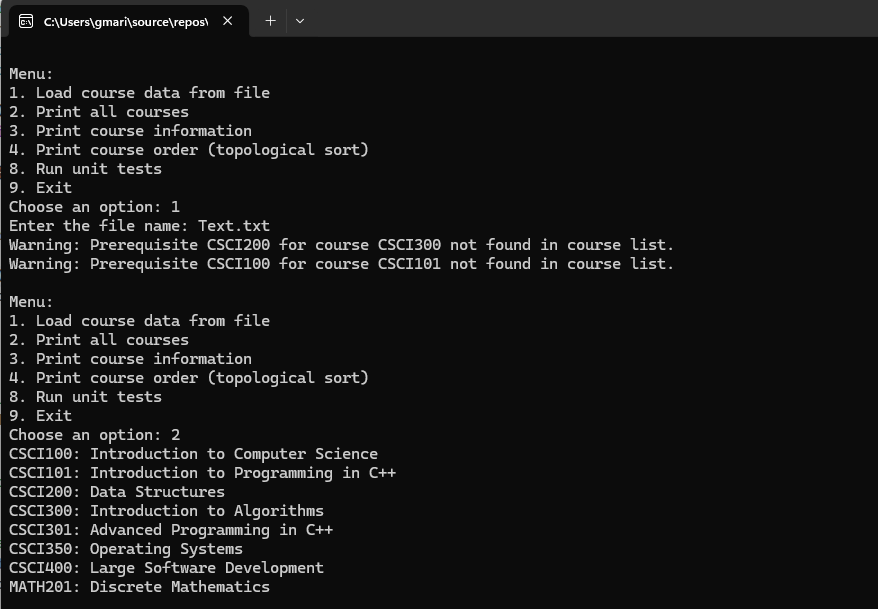 C:\Users\gmari\source\repos\
Menu:
1. Load course data from file
2. Print all courses
3. Print course information
4. Print course order (topological sort)
8. Run unit tests
9. Exit
Choose an option: 1
Enter the file name: Text.txt
Warning: Prerequisite CSCI200 for course CSCI300 not found in course list.
Warning: Prerequisite CSCI100 for course CSCI101 not found in course list.
Menu:
1. Load course data from file
2. Print all courses
3. Print course information
4. Print course order (topological sort)
8. Run unit tests
9. Exit
Choose an option: 2
CSCI100: Introduction to Computer Science
CSCI101: Introduction to Programming in C++
CSCI200: Data Structures
CSCI300: Introduction to Algorithms
CSCI301: Advanced Programming in C++
CSCI350: Operating Systems
CSCI400: Large Software Development
MATH201: Discrete Mathematics